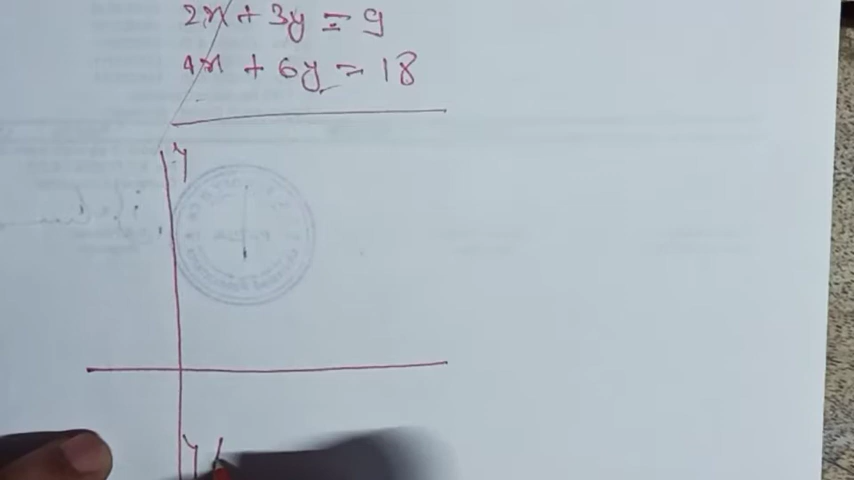 2x + 3y = 9
4x + 6y = 18
y
y'